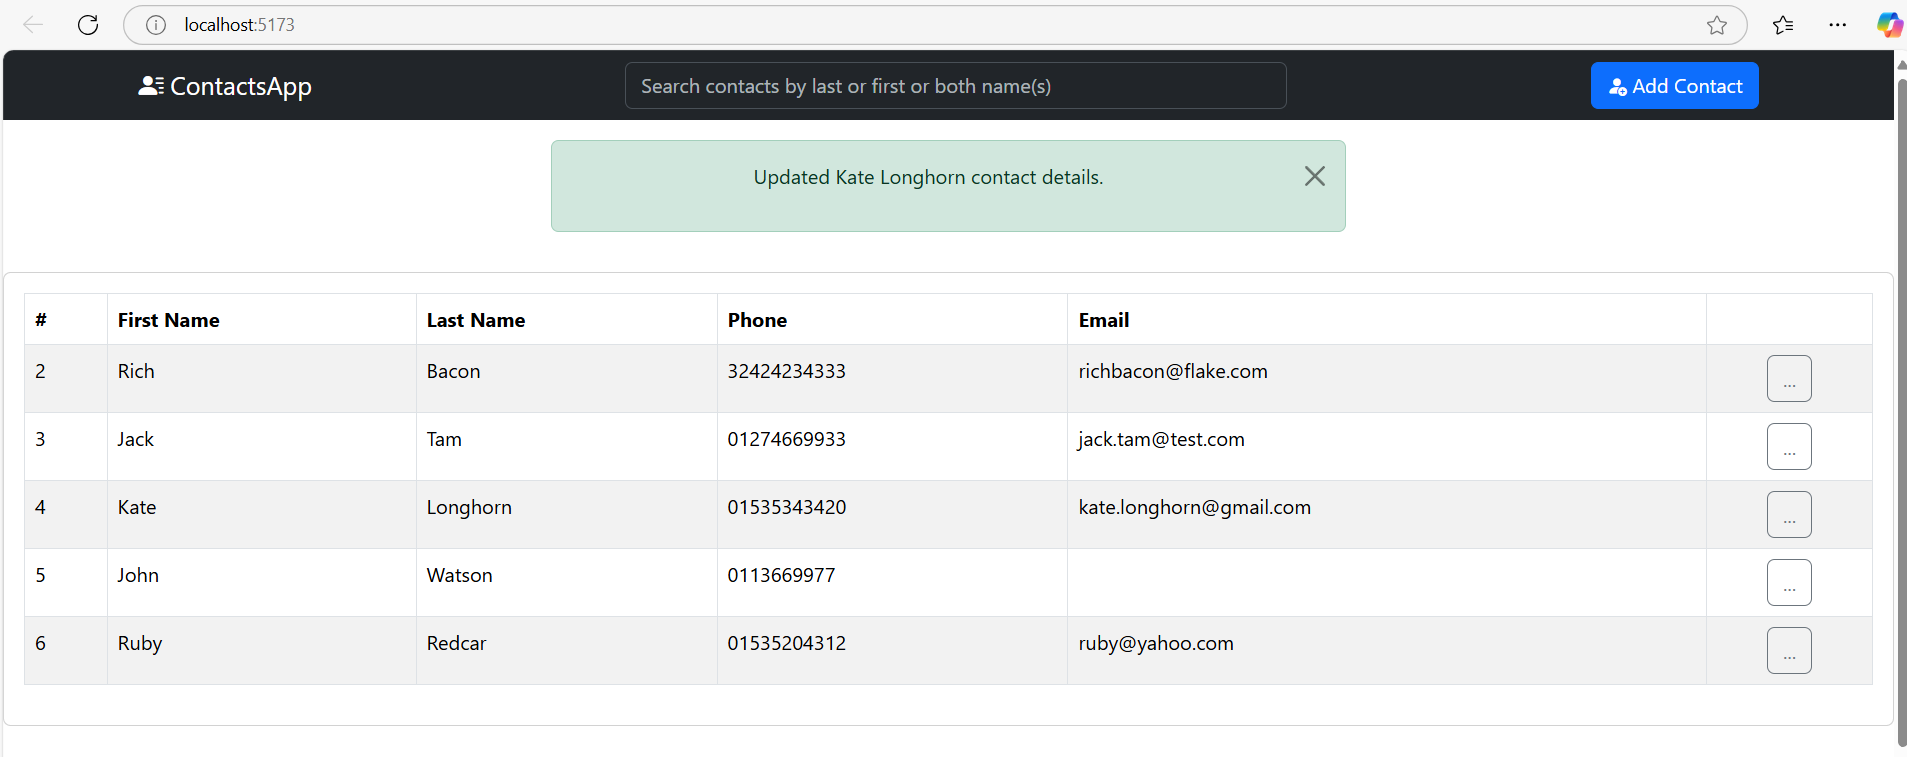 localhost:5173
ContactsApp
Search contacts by last or first or both name(s)
Add Contact
Updated Kate Longhorn contact details.
# First Name Last Name Phone Email
2 Rich Bacon 32424234333 richbacon@flake.com ...
3 Jack Tam 01274669933 jack.tam@test.com ...
4 Kate Longhorn 01535343420 kate.longhorn@gmail.com ...
5 John Watson 0113669977 ...
6 Ruby Redcar 01535204312 ruby@yahoo.com ...